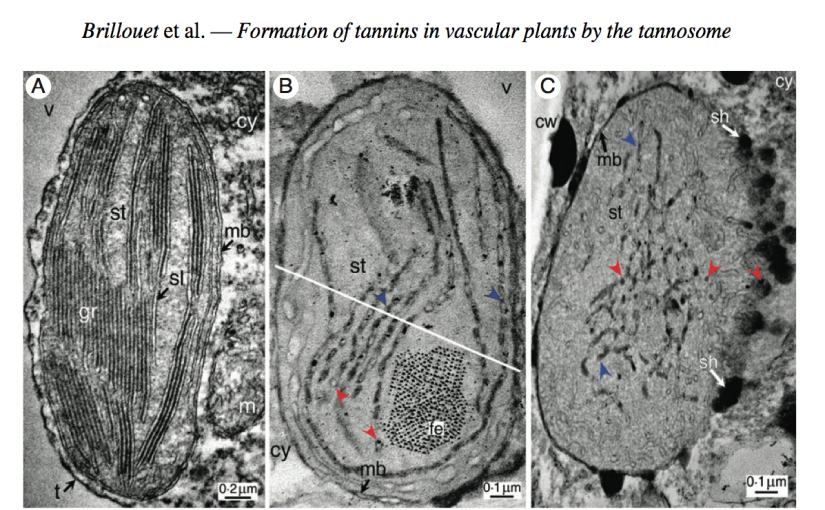 Brillouet et al. — Formation of tannins in vascular plants by the tannosome
A
B
C
v
cy
st
mb
sl
gr
m
t
0·2 µm
v
st
fe
cy
mb
0·1 µm
cy
cw
sh
mb
st
sh
0·1 µm